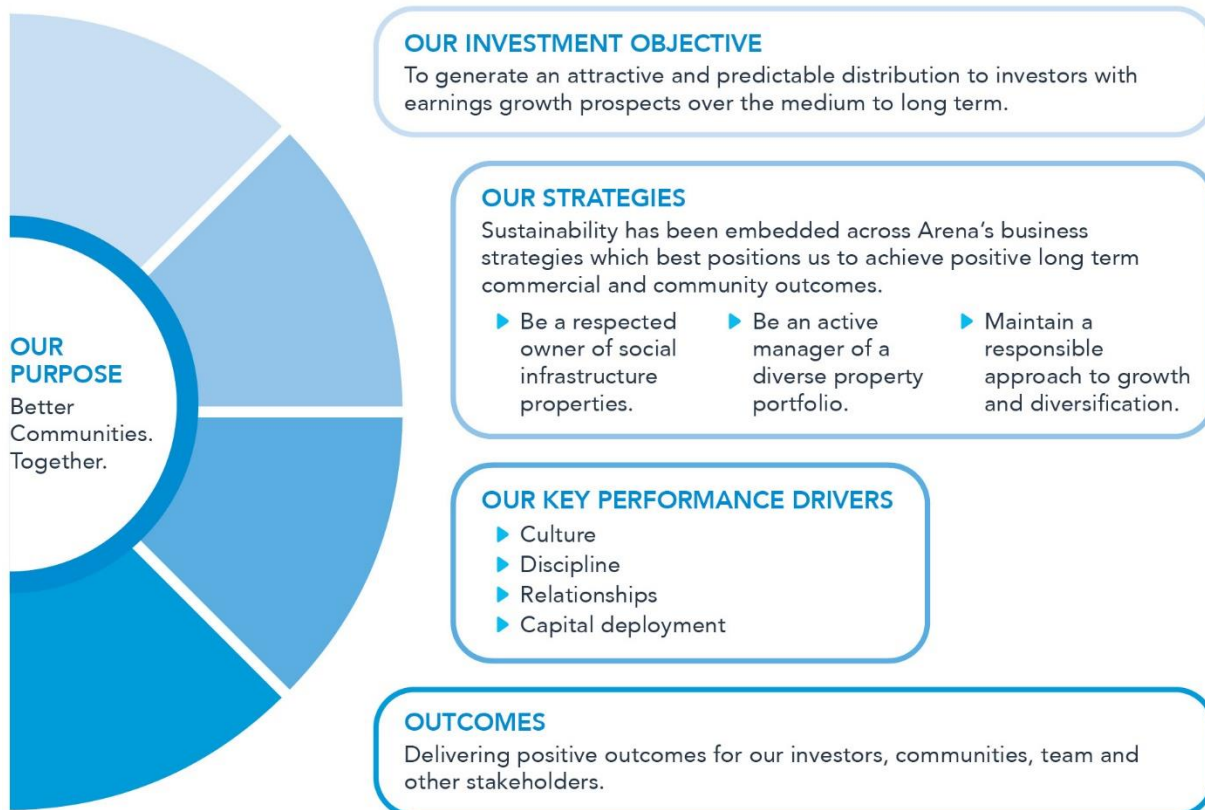 OUR INVESTMENT OBJECTIVE
To generate an attractive and predictable distribution to investors with
earnings growth prospects over the medium to long term.
OUR STRATEGIES
Sustainability has been embedded across Arena's business
strategies which best positions us to achieve positive long term
commercial and community outcomes.
Be a respected
owner of social
infrastructure
properties.
Be an active
manager of a
diverse property
portfolio.
Maintain a
responsible
approach to growth
and diversification.
OUR
PURPOSE
Better
Communities.
Together.
OUR KEY PERFORMANCE DRIVERS
Culture
Discipline
Relationships
Capital deployment
OUTCOMES
Delivering positive outcomes for our investors, communities, team and
other stakeholders.